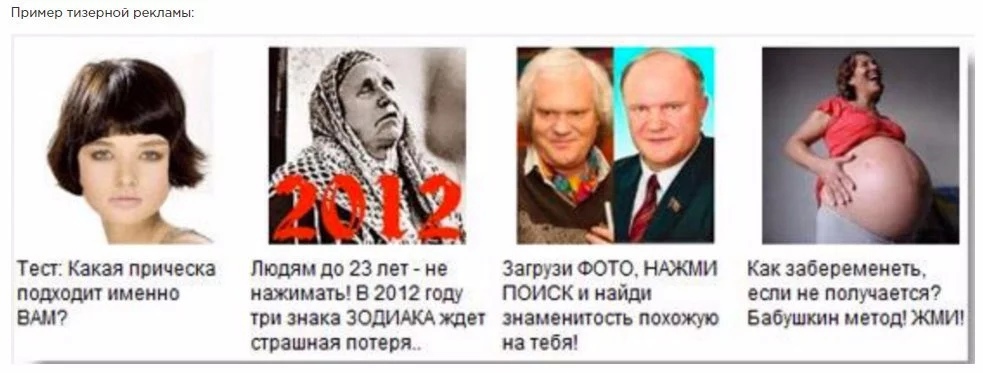 Пример тизерной рекламы:
2012
Тест: Какая прическа
подходит именно
ВАМ?
Людям до 23 лет - не
нажимать! В 2012 году
три знака ЗОДИАКА ждет
страшная потеря..
Загрузи ФОТО, НАЖМИ
ПОИСК и найди
знаменитость похожую
на тебя!
Как забеременеть,
если не получается?
Бабушкин метод! ЖМИ!